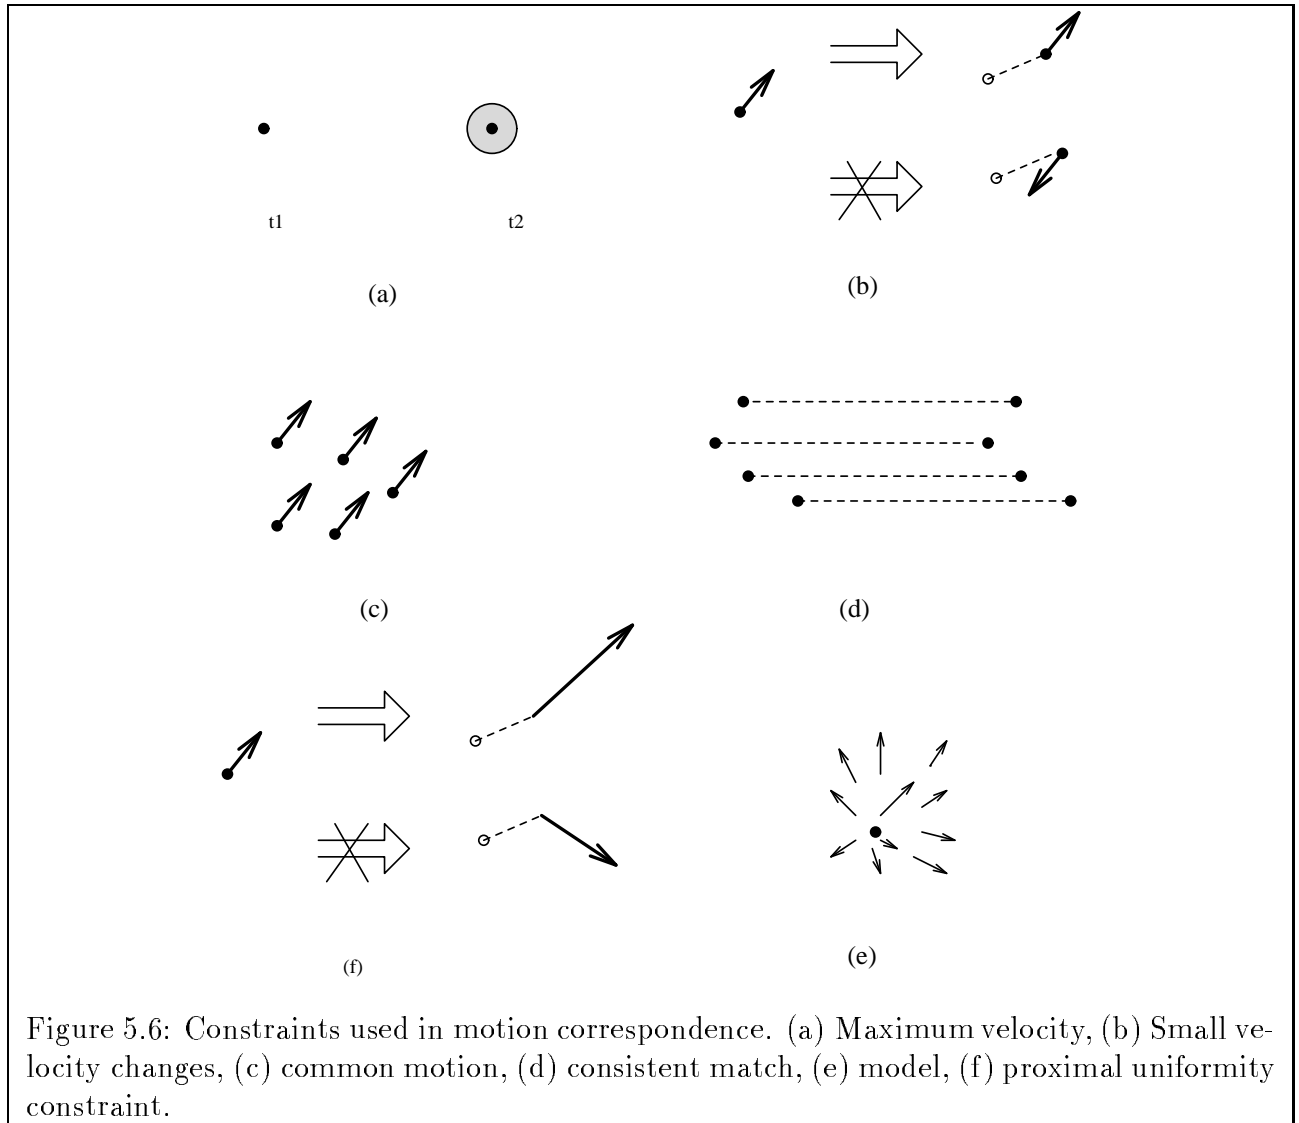 t1
t2
(a)
(b)
(c)
(d)
(f)
(e)
Figure 5.6: Constraints used in motion correspondence. (a) Maximum velocity, (b) Small ve-
locity changes, (c) common motion, (d) consistent match, (e) model, (f) proximal uniformity
constraint.